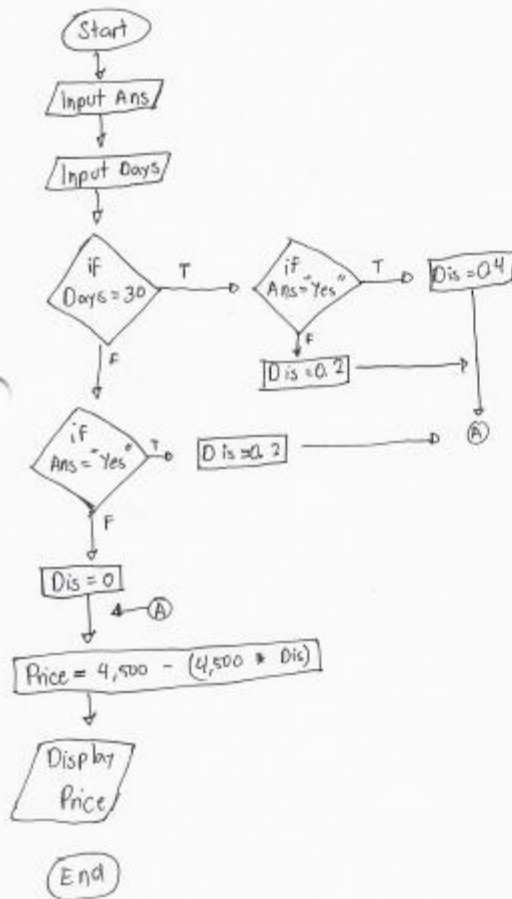 Start
Input Ans
Input Days
if
Days = 30
T
if
Ans="Yes"
T
Dis = 0.4
F
Dis = 0.2
F
if
Ans="Yes"
T
Dis = 0.2
A
F
Dis = 0
A
Price = 4,500 - (4,500 * Dis)
Display
Price
End